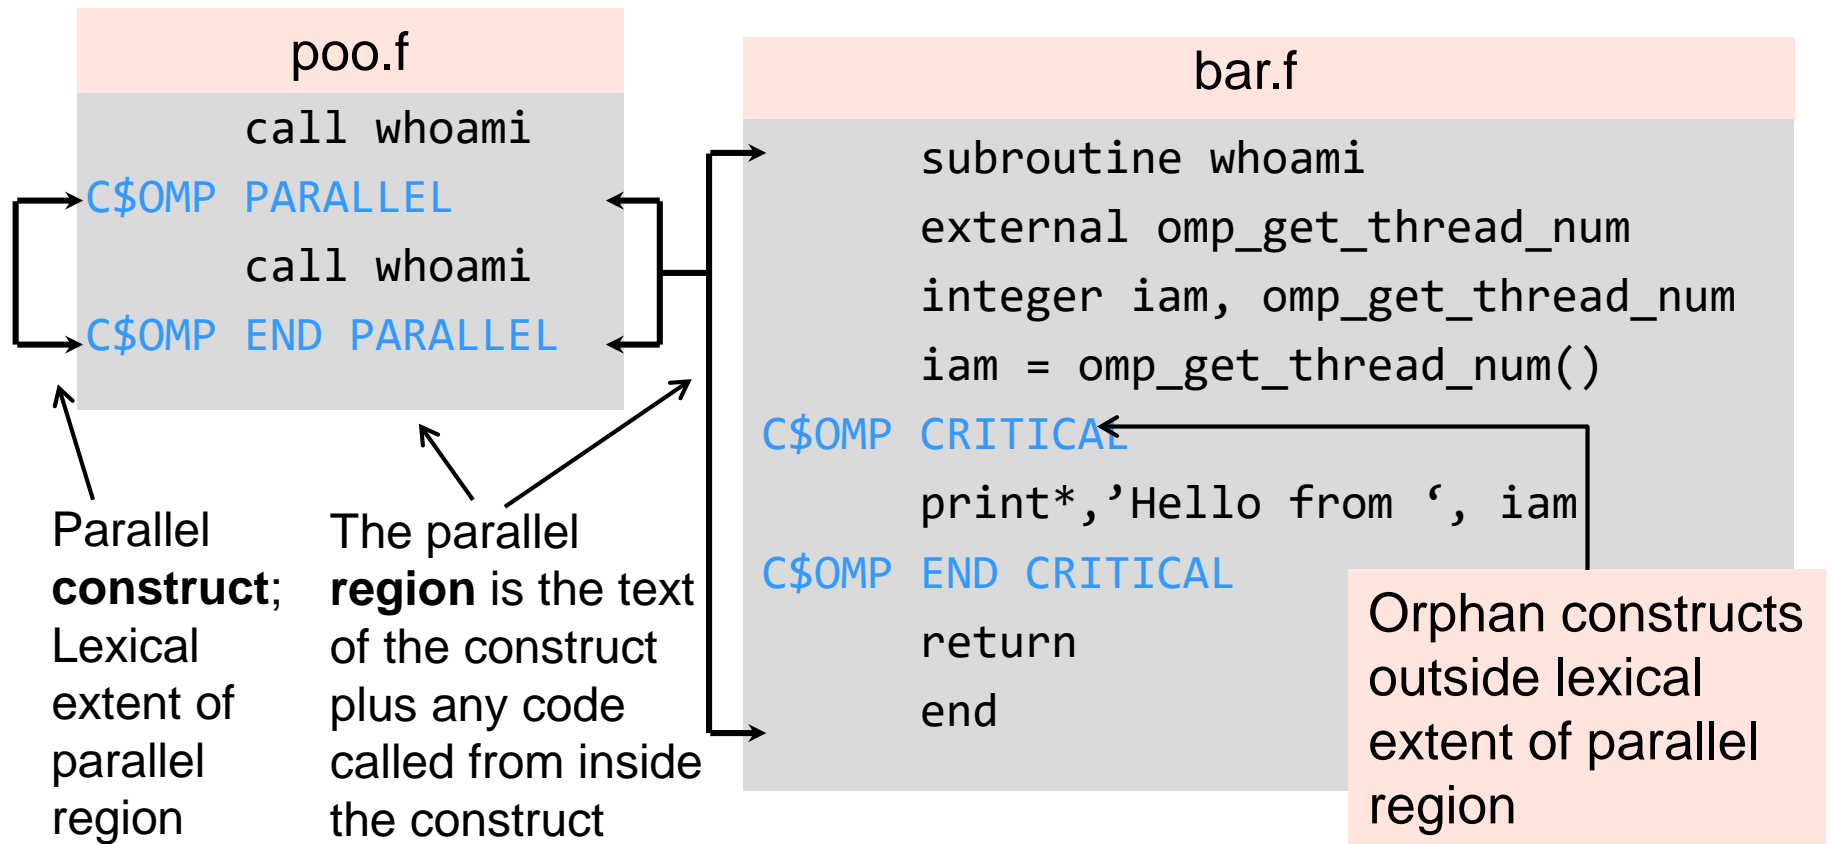 poo.f
call whoami
C$OMP PARALLEL
call whoami
C$OMP END PARALLEL
bar.f
subroutine whoami
external omp_get_thread_num
integer iam, omp_get_thread_num
iam = omp_get_thread_num()
C$OMP CRITICAL
print*,’Hello from ‘, iam
C$OMP END CRITICAL
return
end
Parallel
construct;
Lexical
extent of
parallel
region
The parallel
region is the text
of the construct
plus any code
called from inside
the construct
Orphan constructs
outside lexical
extent of parallel
region